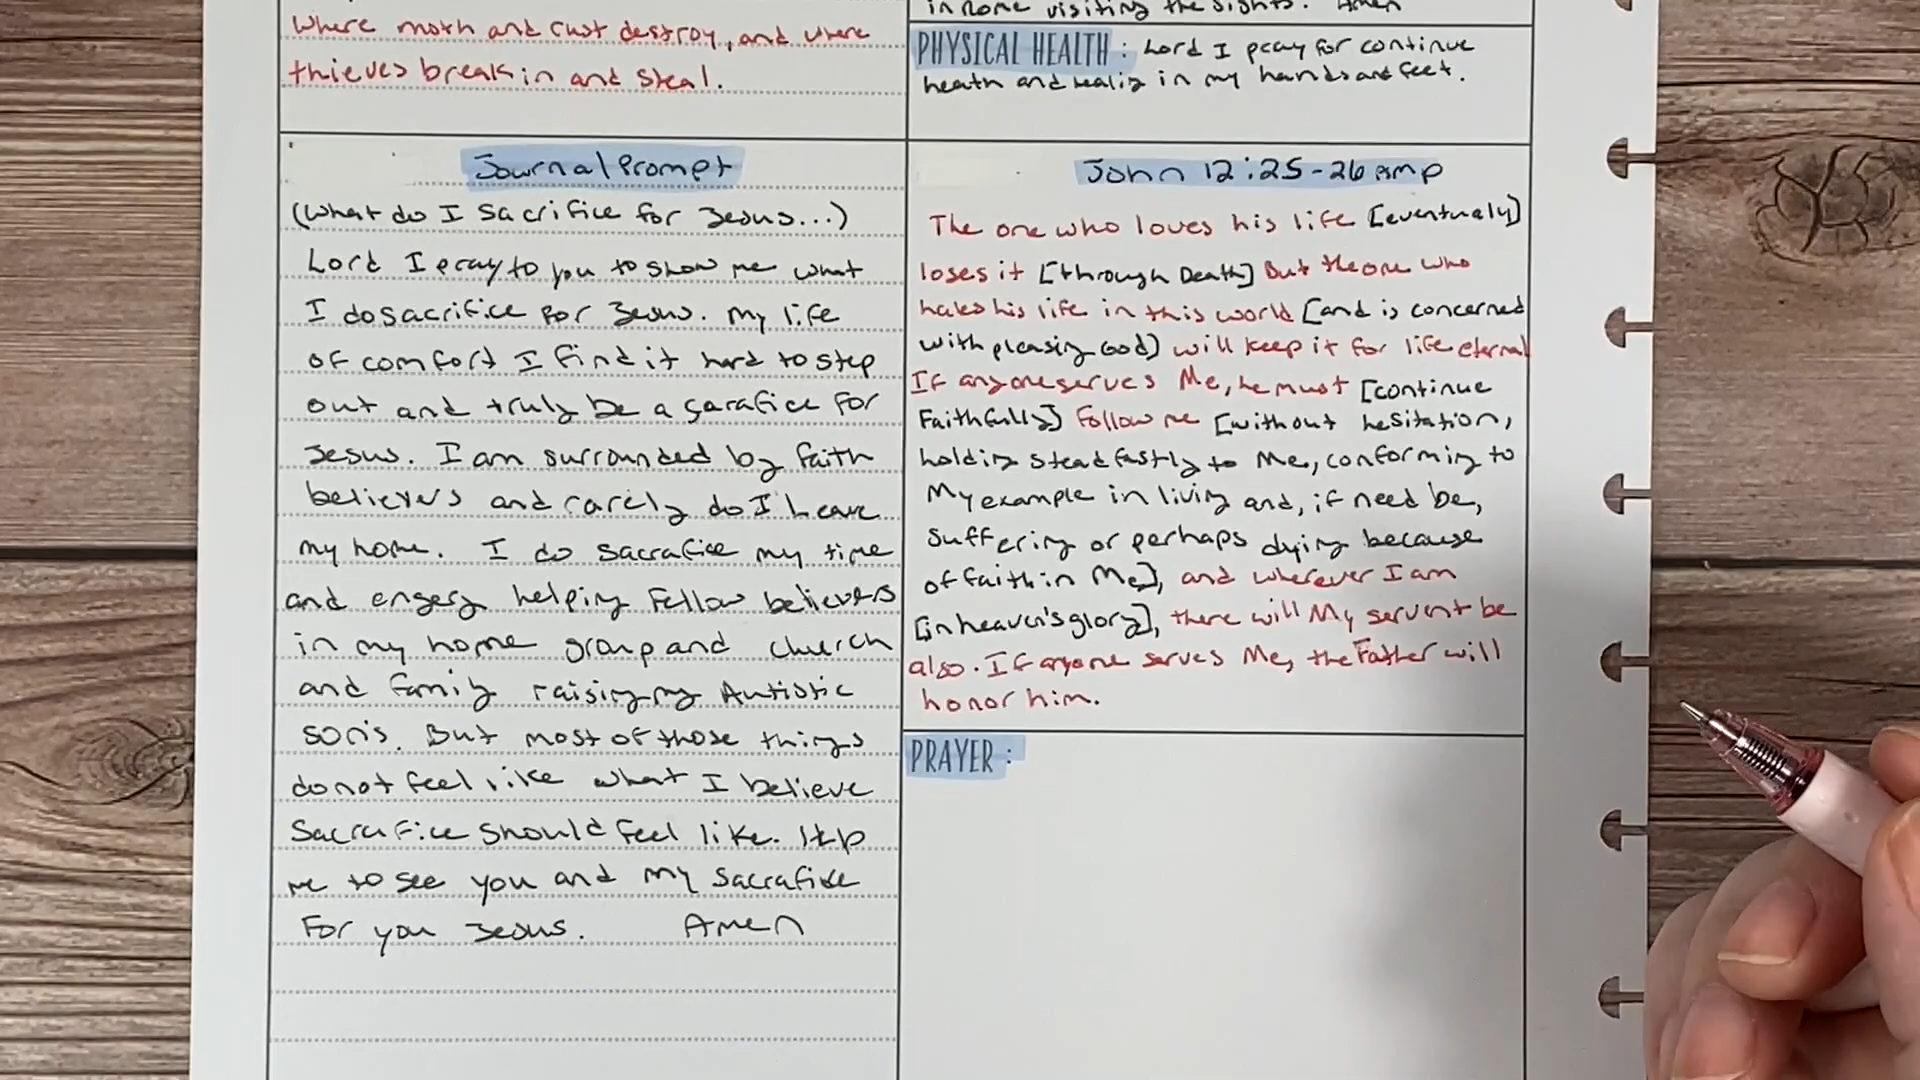 where moth and rust destroy, and where
thieves break in and steal.
Journal Prompt
(what do I sacrifice for Jesus...)
Lord I pray to you to show me what
I do sacrifice for Jesus. my life
of comfort I find it hard to step
out and truly be a sarafice for
Jesus. I am surrounded by faith
believers and rarely do I leave
my home. I do sacrafice my time
and engery helping fellow believers
in my home group and church
and family raising my Autistic
son's. But most of those things
do not feel like what I believe
Sacrafice should feel like. Help
me to see you and my sacrafice
For you Jesus. Amen
in Rome visiting the sights. Amen
PHYSICAL HEALTH : Lord I pray for continue
heath and healing in my hands and feet.
John 12:25-26 AMP
The one who loves his life [eventualy]
loses it [through Death] But the one who
hates his life in this world [and is concerned
with pleasing God] will keep it for life eternal
If anyone serves Me, he must [continue
Faithfully] Follow me [without hesitation,
holding steadfastly to Me, conforming to
My example in living and, if need be,
suffering or perhaps dying because
of faith in Me], and wherever I am
[in heaven's glory], there will My servent be
also. If anyone serves Me, the Father will
honor him.
PRAYER :